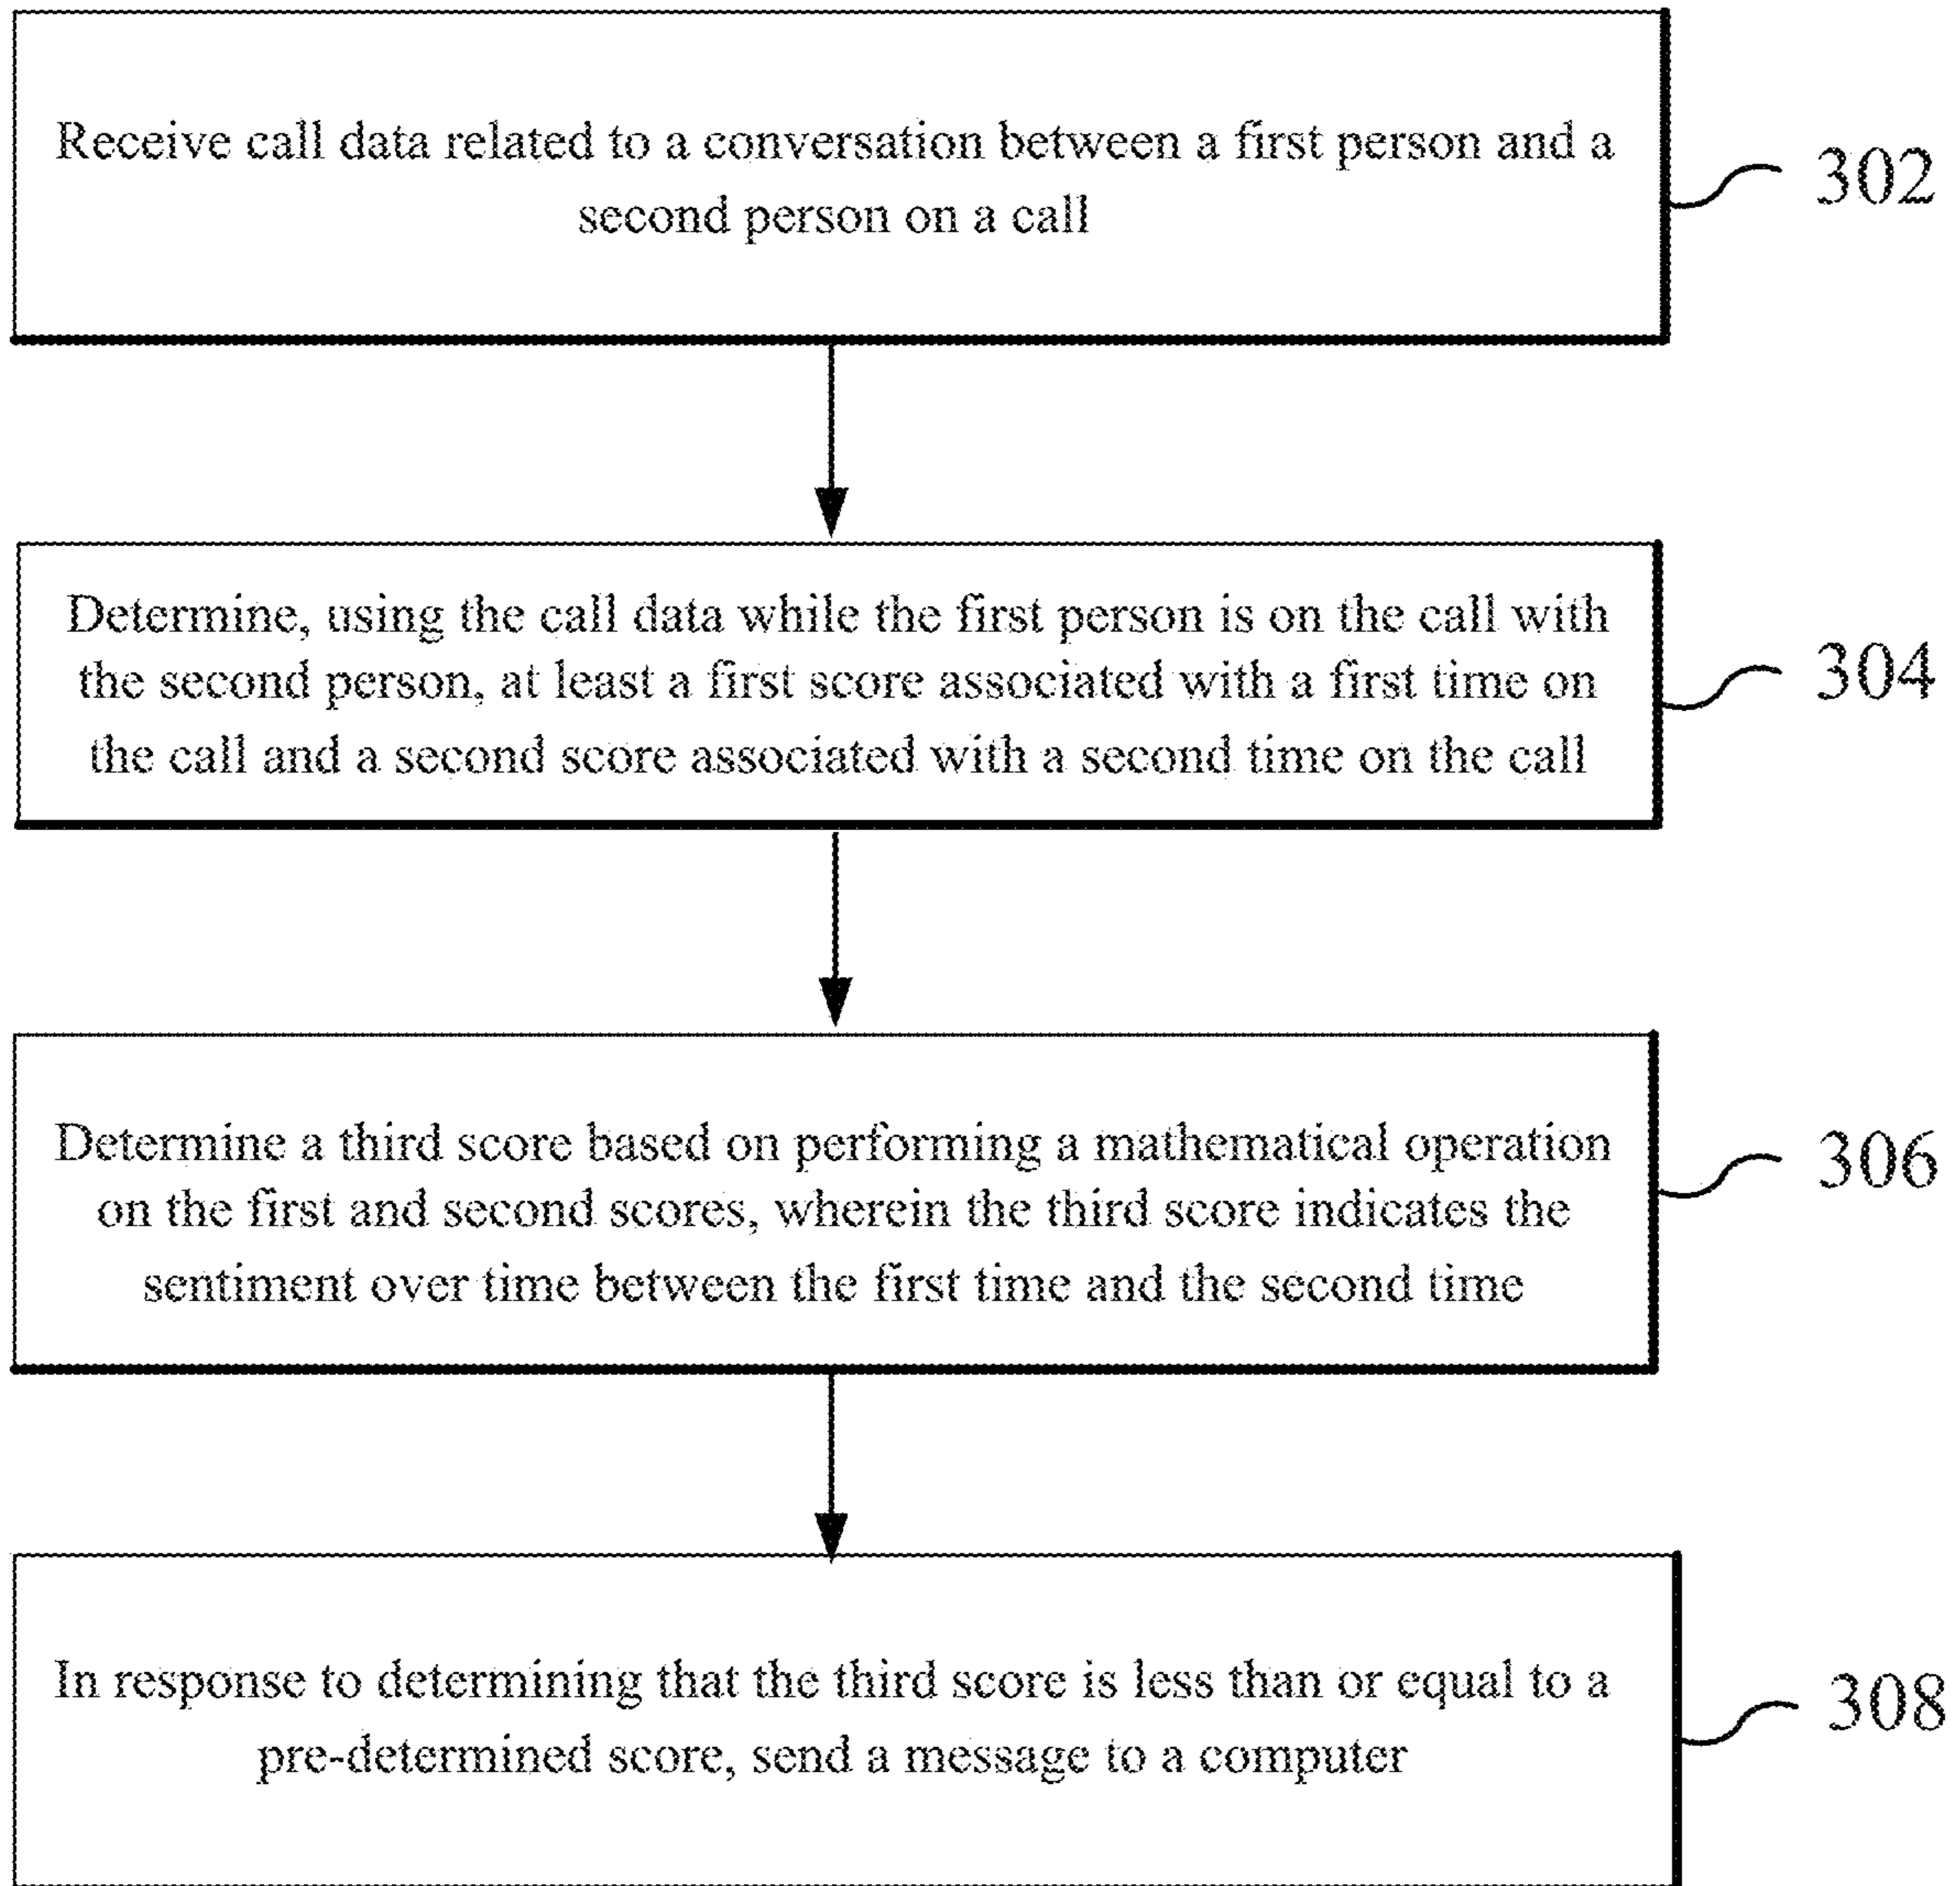 Receive call data related to a conversation between a first person and a
second person on a call
302
Determine, using the call data while the first person is on the call with
the second person, at least a first score associated with a first time on
the call and a second score associated with a second time on the call
304
Determine a third score based on performing a mathematical operation
on the first and second scores, wherein the third score indicates the
sentiment over time between the first time and the second time
306
In response to determining that the third score is less than or equal to a
pre-determined score, send a message to a computer
308